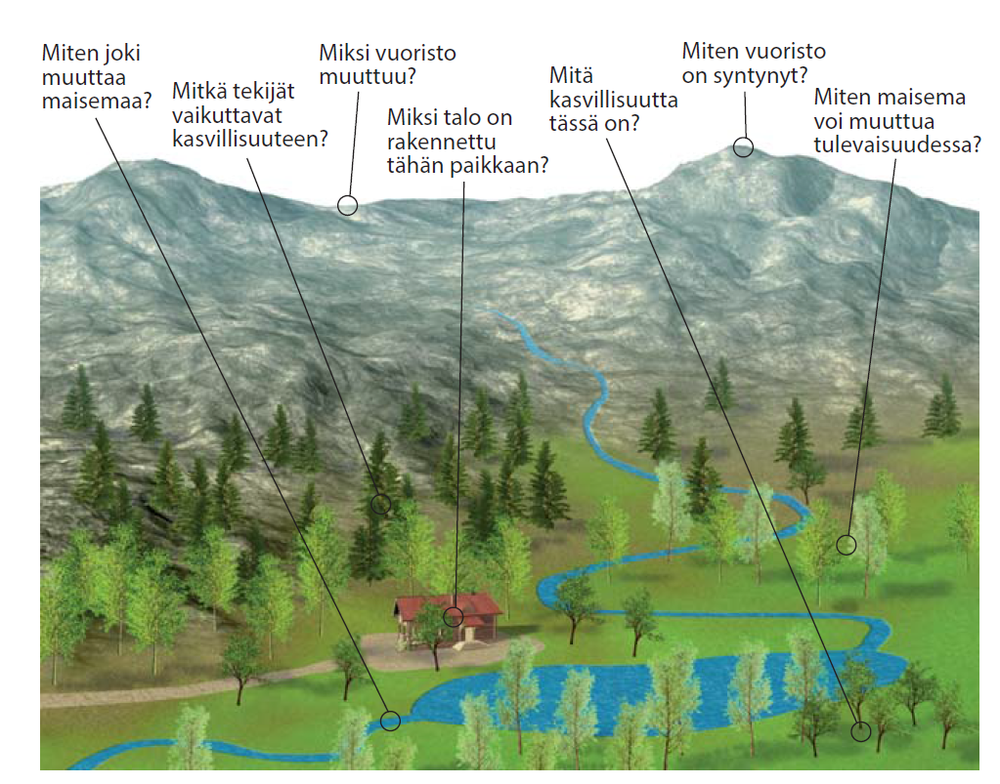 Miten joki
muuttaa
maisemaa?
Mitkä tekijät
vaikuttavat
kasvillisuuteen?
Miksi vuoristo
muuttuu?
Miksi talo on
rakennettu
tähän paikkaan?
Mitä
kasvillisuutta
tässä on?
Miten vuoristo
on syntynyt?
Miten maisema
voi muuttua
tulevaisuudessa?